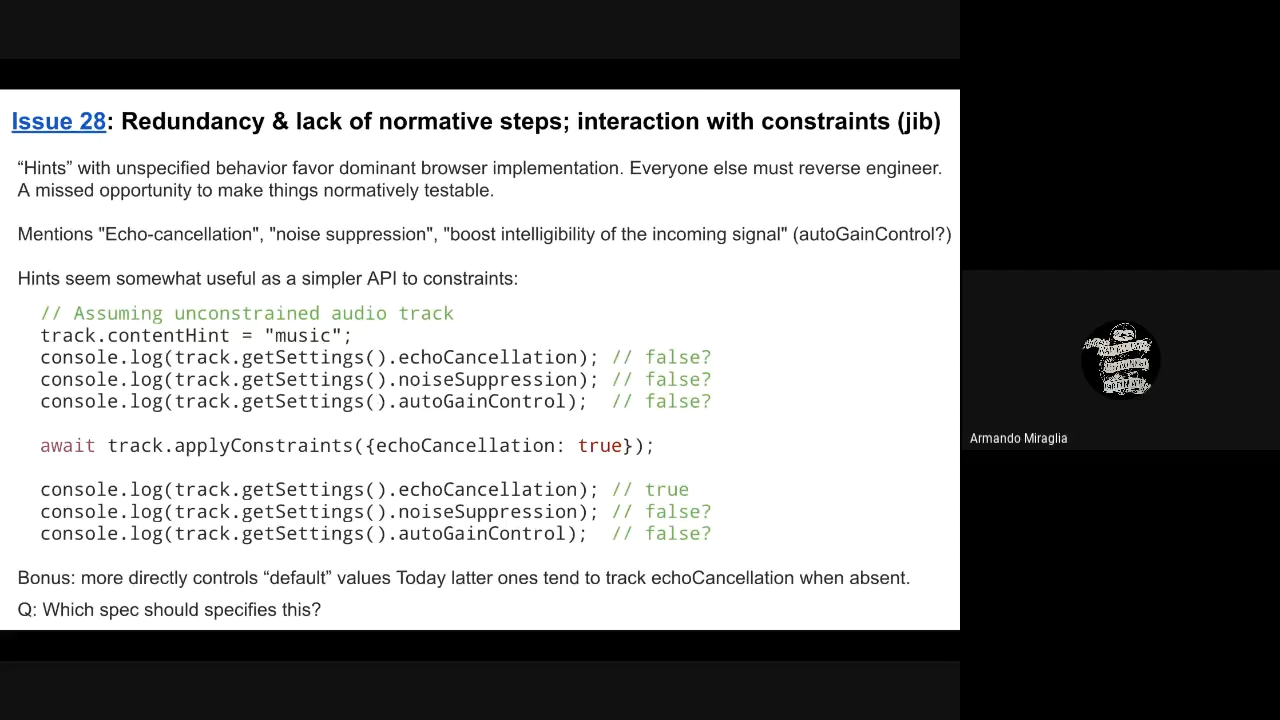 Issue 28: Redundancy & lack of normative steps; interaction with constraints (jib)
“Hints” with unspecified behavior favor dominant browser implementation. Everyone else must reverse engineer.
A missed opportunity to make things normatively testable.
Mentions "Echo-cancellation", "noise suppression", "boost intelligibility of the incoming signal" (autoGainControl?)
Hints seem somewhat useful as a simpler API to constraints:
// Assuming unconstrained audio track
track.contentHint = "music";
console.log(track.getSettings().echoCancellation); // false?
console.log(track.getSettings().noiseSuppression); // false?
console.log(track.getSettings().autoGainControl);  // false?
await track.applyConstraints({echoCancellation: true});
console.log(track.getSettings().echoCancellation); // true
console.log(track.getSettings().noiseSuppression); // false?
console.log(track.getSettings().autoGainControl);  // false?
Bonus: more directly controls “default” values Today latter ones tend to track echoCancellation when absent.
Q: Which spec should specifies this?
Armando Miraglia